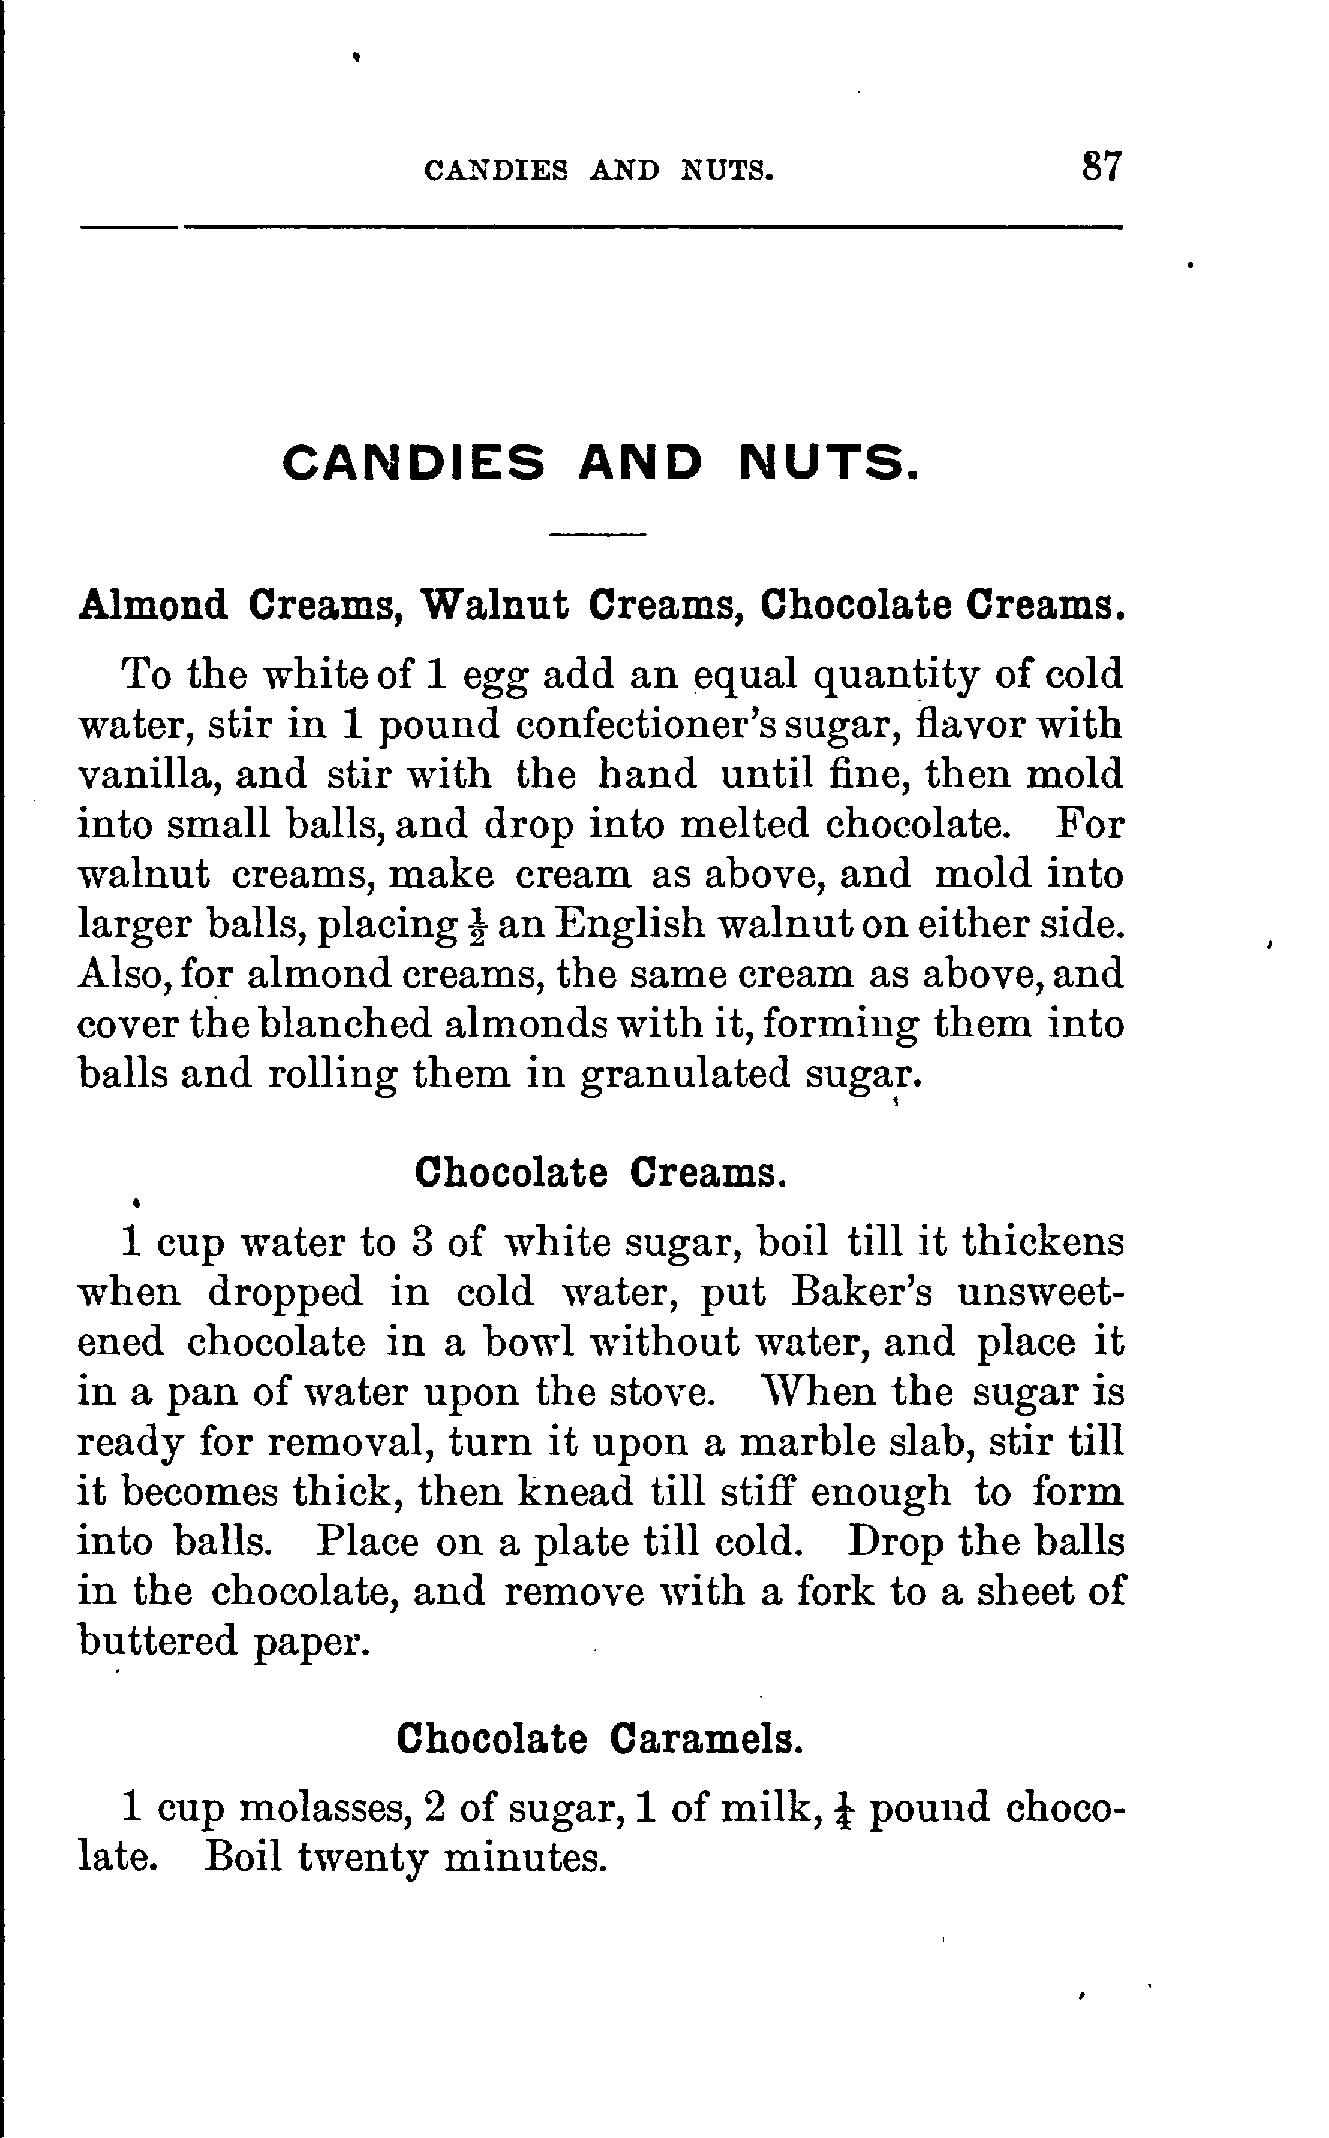 CANDIES AND NUTS. 87
CANDIES AND NUTS.
Almond Creams, Walnut Creams, Chocolate Creams.
To the white of 1 egg add an equal quantity of cold
water, stir in 1 pound confectioner's sugar, flavor with
vanilla, and stir with the hand until fine, then mold
into small balls, and drop into melted chocolate. For
walnut creams, make cream as above, and mold into
larger balls, placing ½ an English walnut on either side.
Also, for almond creams, the same cream as above, and
cover the blanched almonds with it, forming them into
balls and rolling them in granulated sugar.
Chocolate Creams.
1 cup water to 3 of white sugar, boil till it thickens
when dropped in cold water, put Baker's unsweet-
ened chocolate in a bowl without water, and place it
in a pan of water upon the stove. When the sugar is
ready for removal, turn it upon a marble slab, stir till
it becomes thick, then knead till stiff enough to form
into balls. Place on a plate till cold. Drop the balls
in the chocolate, and remove with a fork to a sheet of
buttered paper.
Chocolate Caramels.
1 cup molasses, 2 of sugar, 1 of milk, ¼ pound choco-
late. Boil twenty minutes.